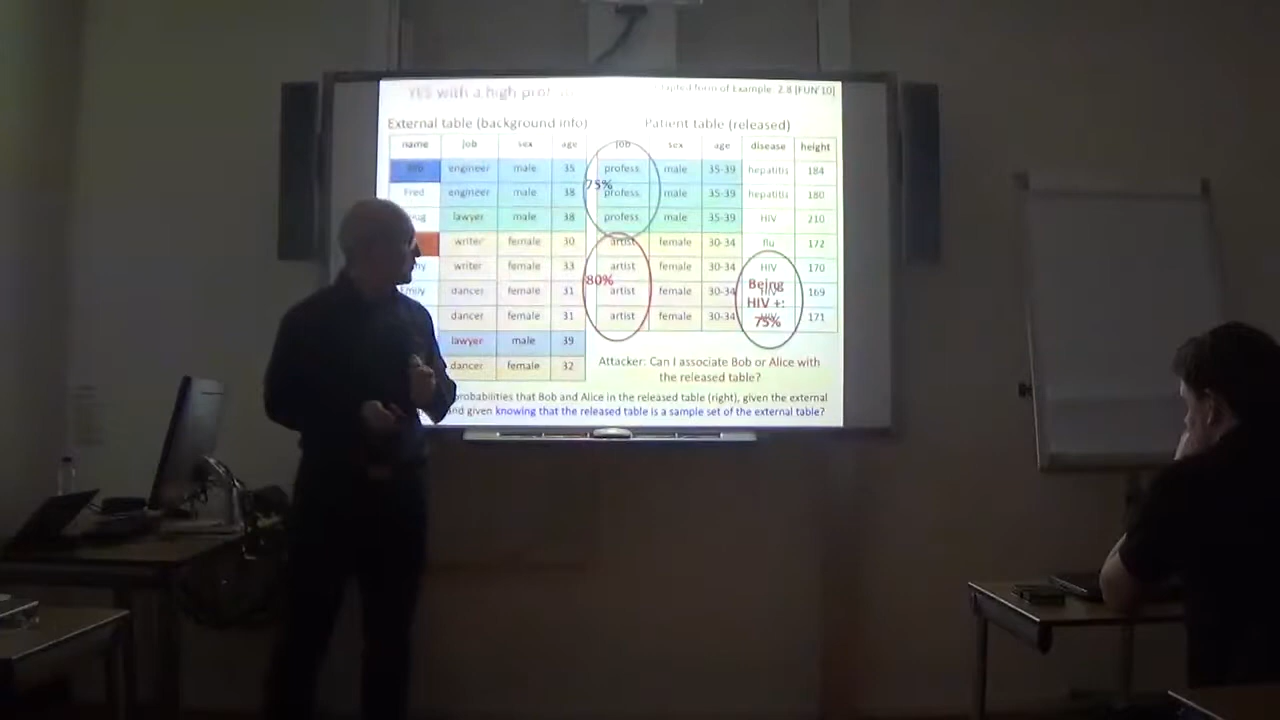 YES with a high
form of Example 2.8 [FUN'10]
External table (background info)
Patient table (released)
name job sex age job sex age disease height
engineer male 35 profess. male 35-39 hepatitis 184
75%
Fred engineer male 38 profess. male 35-39 hepatitis 180
lawyer male 38 profess. male 35-39 HIV 210
writer female 30 artist female 30-34 flu 172
writer female 33 artist female 30-34 HIV 170
80%
Being
Emily dancer female 31 artist female 30-34 HIV 169
HIV +:
dancer female 31 artist female 30-34 171
75%
lawyer male 39
dancer female 32
Attacker: Can I associate Bob or Alice with
the released table?
probabilities that Bob and Alice in the released table (right), given the external
and given knowing that the released table is a sample set of the external table?